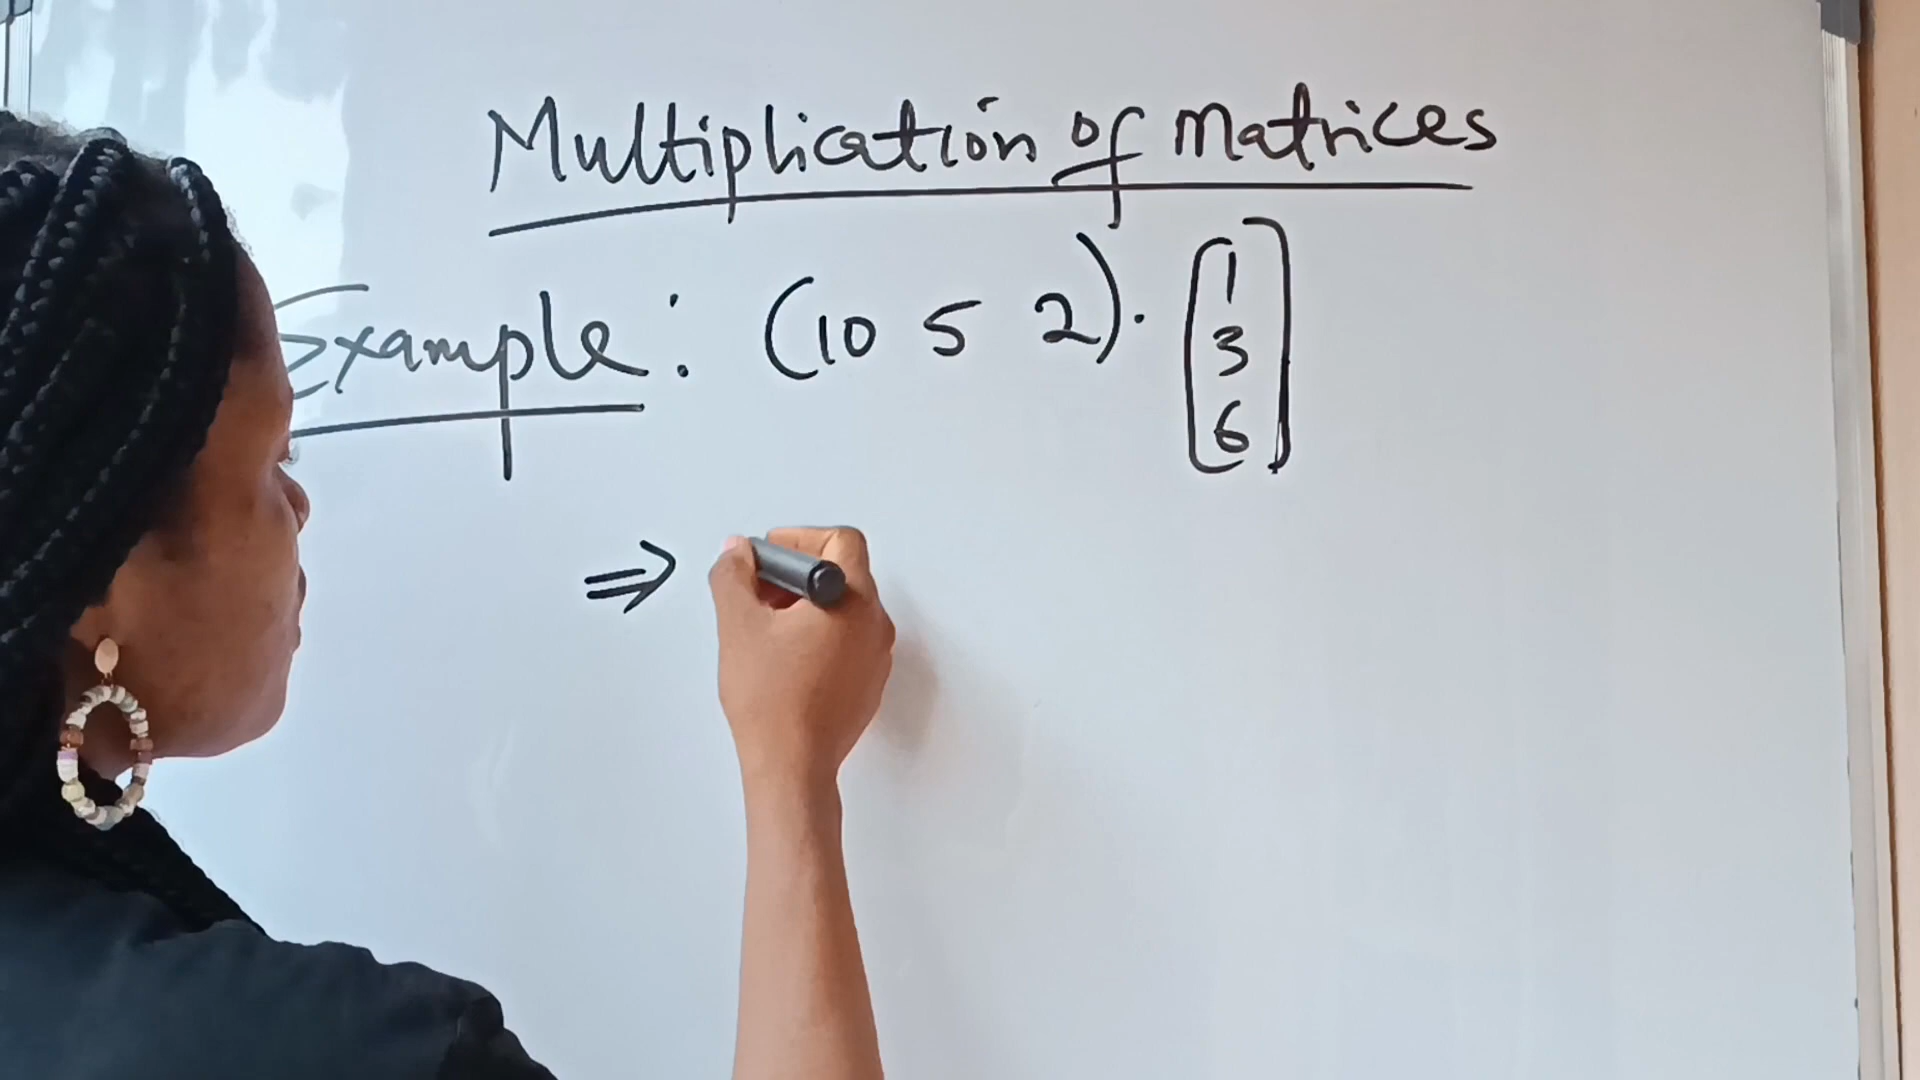 Multiplication of Matrices
Example: (10 5 2) · [1
3
6]
⇒